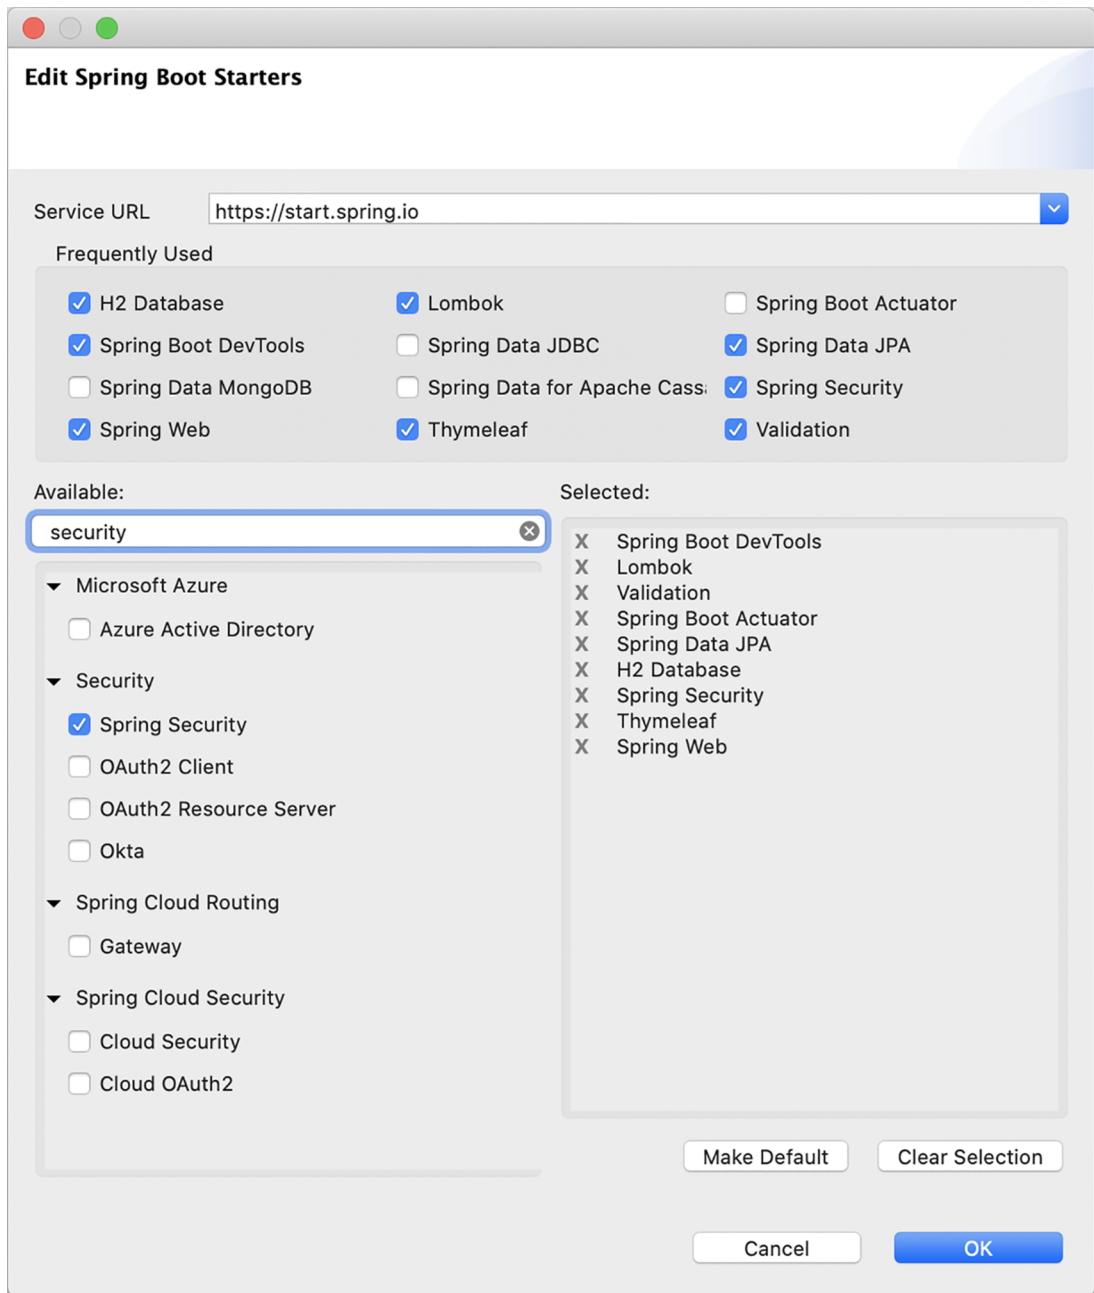 Edit Spring Boot Starters
Service URL https://start.spring.io
Frequently Used
H2 Database Lombok Spring Boot Actuator
Spring Boot DevTools Spring Data JDBC Spring Data JPA
Spring Data MongoDB Spring Data for Apache Cass Spring Security
Spring Web Thymeleaf Validation
Available:
security
Microsoft Azure
Azure Active Directory
Security
Spring Security
OAuth2 Client
OAuth2 Resource Server
Okta
Spring Cloud Routing
Gateway
Spring Cloud Security
Cloud Security
Cloud OAuth2
Selected:
X Spring Boot DevTools
X Lombok
X Validation
X Spring Boot Actuator
X Spring Data JPA
X H2 Database
X Spring Security
X Thymeleaf
X Spring Web
Make Default Clear Selection
Cancel OK